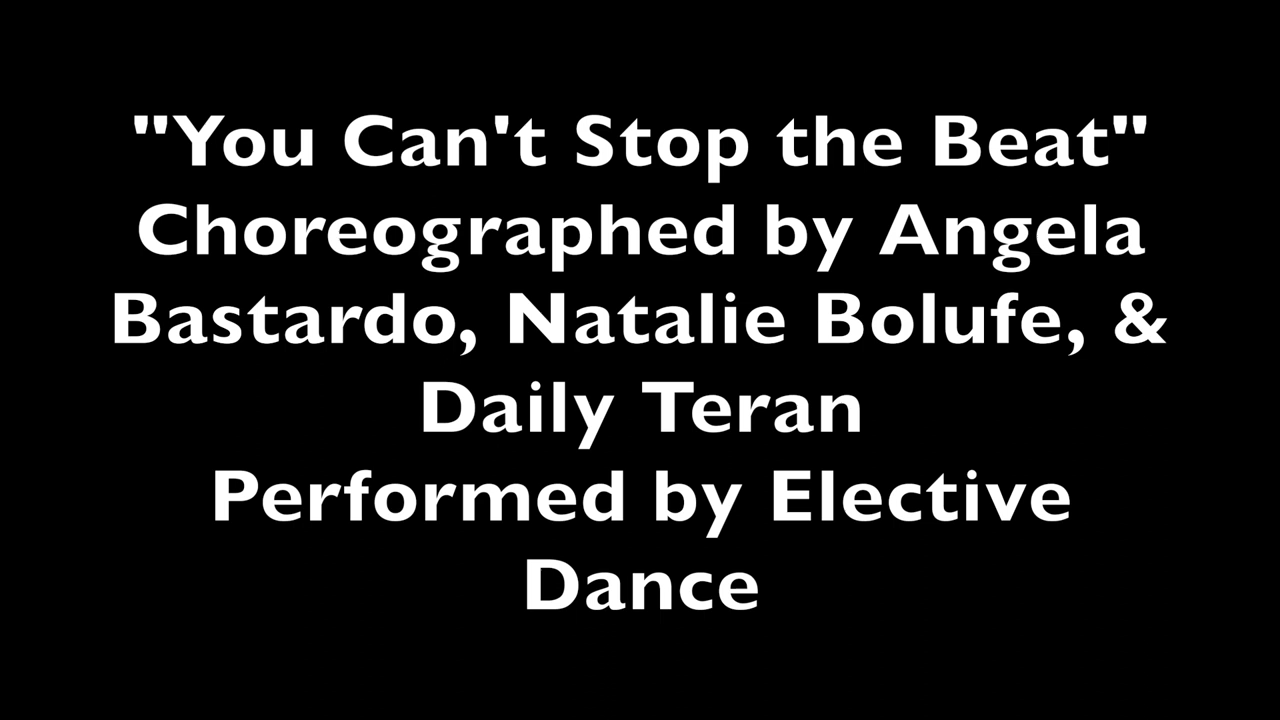 "You Can't Stop the Beat"
Choreographed by Angela
Bastardo, Natalie Bolufe, &
Daily Teran
Performed by Elective
Dance